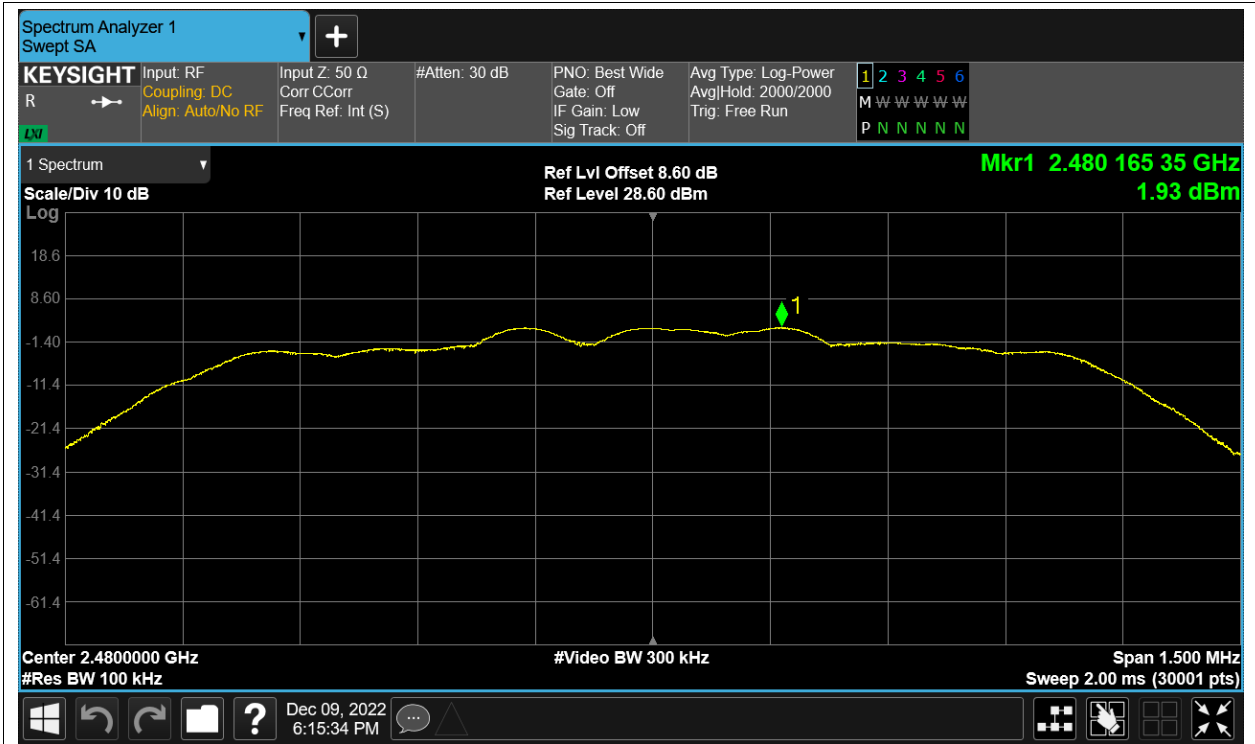 Spectrum Analyzer 1
Swept SA
KEYSIGHT
R
LXI
Input: RF
Coupling: DC
Align: Auto/No RF
Input Z: 50 Ω
Corr CCorr
Freq Ref: Int (S)
#Atten: 30 dB
PNO: Best Wide
Gate: Off
IF Gain: Low
Sig Track: Off
Avg Type: Log-Power
Avg|Hold: 2000/2000
Trig: Free Run
1 2 3 4 5 6
M W W W W W
P N N N N N
1 Spectrum
Scale/Div 10 dB
Log
Ref Lvl Offset 8.60 dB
Ref Level 28.60 dBm
Mkr1 2.480 165 35 GHz
1.93 dBm
18.6
8.60
1
-1.40
-11.4
-21.4
-31.4
-41.4
-51.4
-61.4
Center 2.4800000 GHz
#Video BW 300 kHz
Span 1.500 MHz
#Res BW 100 kHz
Sweep 2.00 ms (30001 pts)
?
Dec 09, 2022
6:15:34 PM